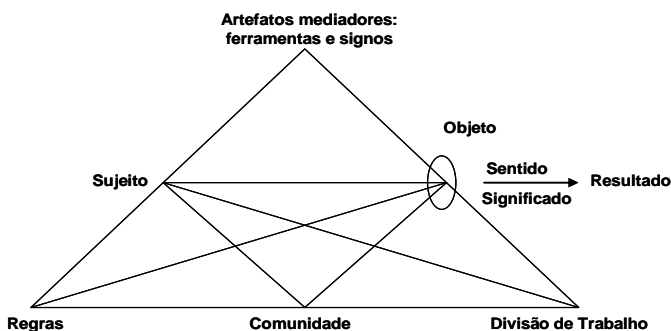 Artefatos mediadores:
ferramentas e signos
Objeto
Sujeito
Sentido
Resultado
Significado
Regras
Comunidade
Divisão de Trabalho